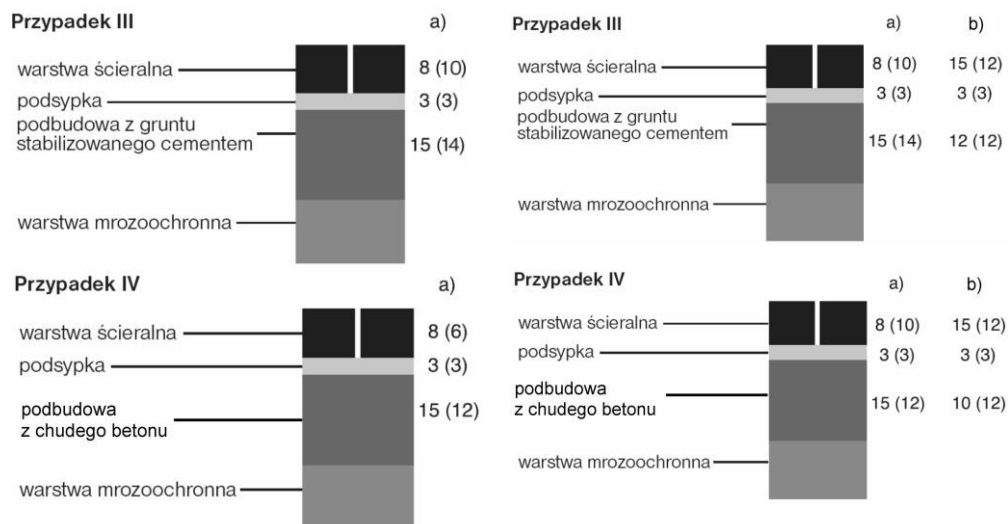 Przypadek III a)
warstwa ścieralna 8 (10)
podsypka 3 (3)
podbudowa z gruntu
stabilizowanego cementem 15 (14)
warstwa mrozoochronna
Przypadek III a) b)
warstwa ścieralna 8 (10) 15 (12)
podsypka 3 (3) 3 (3)
podbudowa z gruntu
stabilizowanego cementem 15 (14) 12 (12)
warstwa mrozoochronna
Przypadek IV a)
warstwa ścieralna 8 (6)
podsypka 3 (3)
podbudowa 15 (12)
z chudego betonu
warstwa mrozoochronna
Przypadek IV a) b)
warstwa ścieralna 8 (10) 15 (12)
podsypka 3 (3) 3 (3)
podbudowa
z chudego betonu 15 (12) 10 (12)
warstwa mrozoochronna